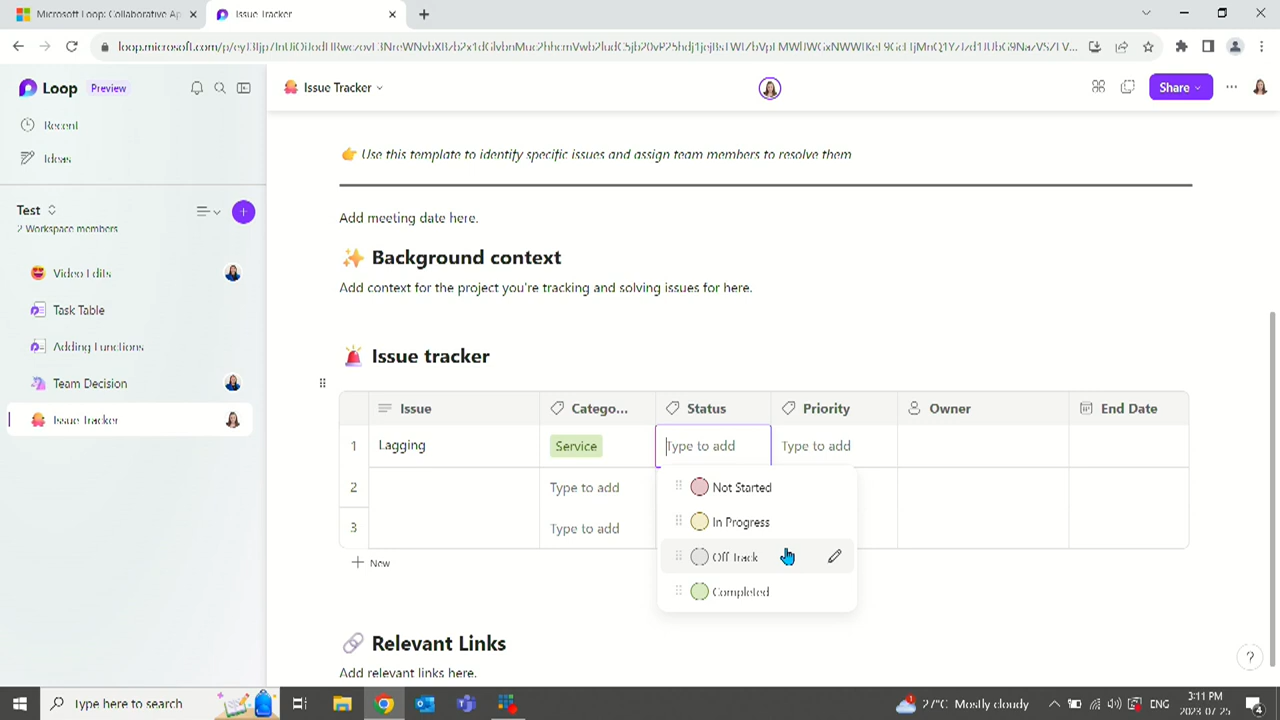 Microsoft Loop: Collaborative Ap
Issue Tracker
Loop Preview
Issue Tracker
Share
Recent
Ideas
Test
2 Workspace members
Video Edits
Task Table
Adding Functions
Team Decision
Issue Tracker
👉 Use this template to identify specific issues and assign team members to resolve them
Add meeting date here.
✨ Background context
Add context for the project you're tracking and solving issues for here.
🚨 Issue tracker
Issue Catego... Status Priority Owner End Date
1 Lagging Service Type to add Type to add
2 Type to add
3 Type to add
Not Started
In Progress
Off Track
Completed
+ New
🔗 Relevant Links
Add relevant links here.
?
Type here to search
27°C Mostly cloudy
ENG
3:11 PM
2023-07-25
4